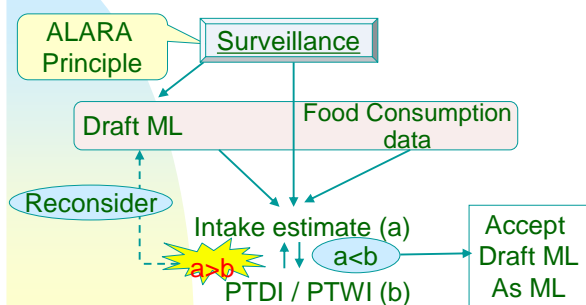 ALARA
Principle
Surveillance
Draft ML
Food Consumption
data
Reconsider
Intake estimate (a)
a>b
a<b
PTDI / PTWI (b)
Accept
Draft ML
As ML